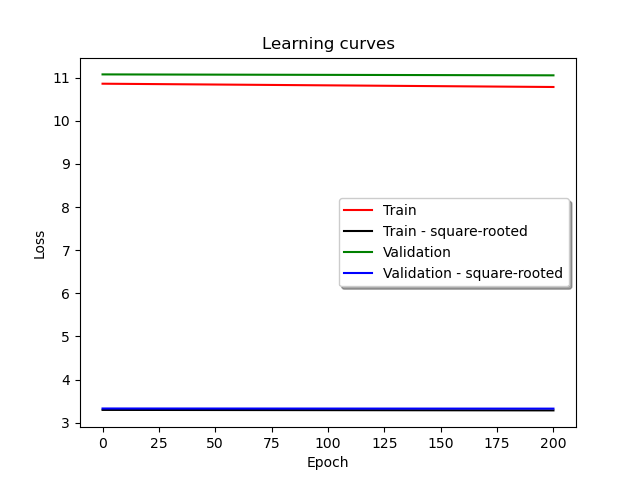 Learning curves
Loss
11
10
9
8
7
6
5
4
3
Train
Train - square-rooted
Validation
Validation - square-rooted
0 25 50 75 100 125 150 175 200
Epoch